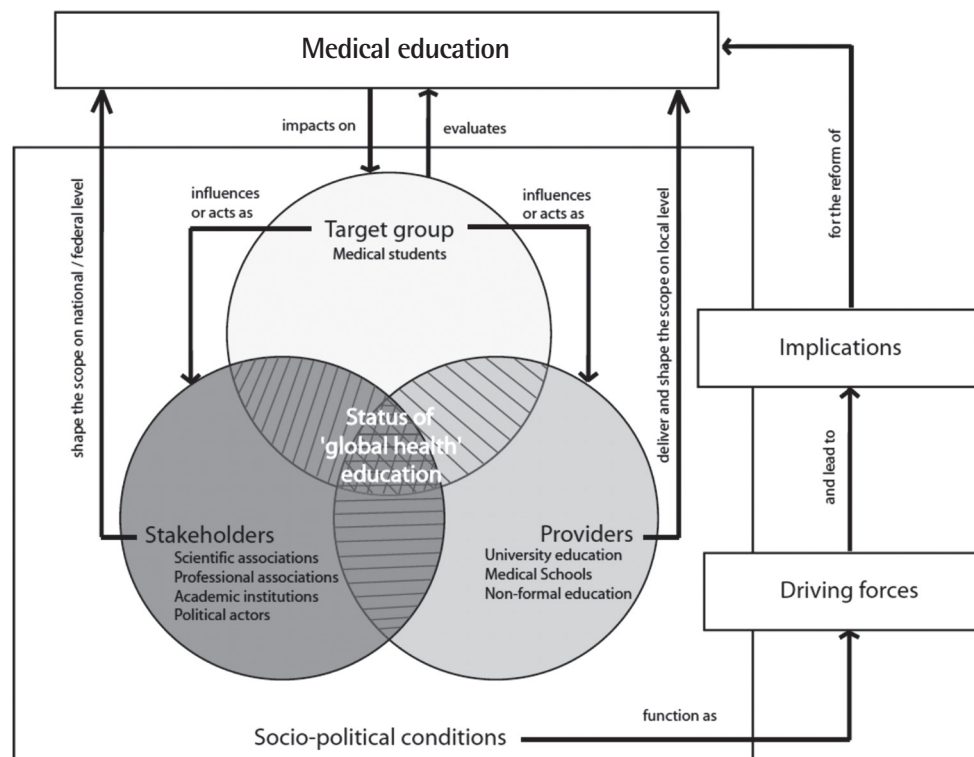 Medical education
impacts on
evaluates
for the reform of
shape the scope on national / federal level
deliver and shape the scope on local level
influences
or acts as
influences
or acts as
Target group
Medical students
Implications
Status of
'global health'
education
and lead to
Stakeholders
Scientific associations
Professional associations
Academic institutions
Political actors
Providers
University education
Medical Schools
Non-formal education
Driving forces
function as
Socio-political conditions